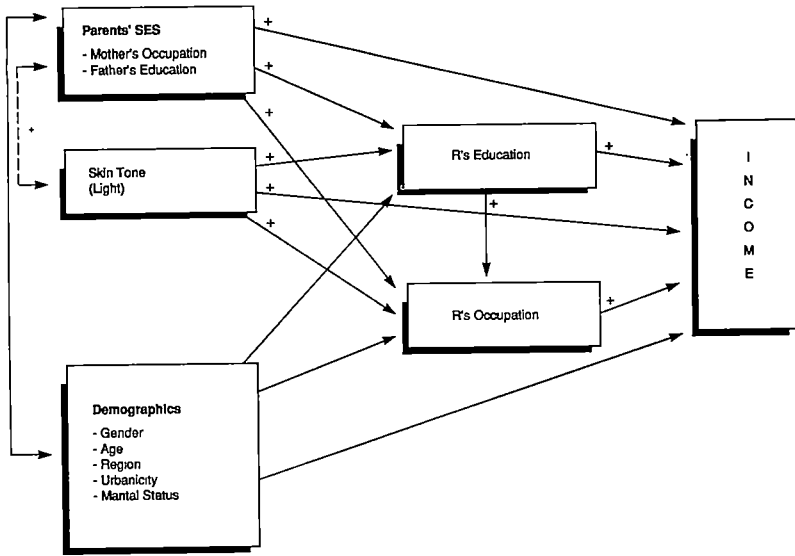 Parents' SES
- Mother's Occupation
- Father's Education
Skin Tone
(Light)
Demographics
- Gender
- Age
- Region
- Urbanicity
- Mantal Status
R's Education
R's Occupation
I
N
C
O
M
E
+
+
+
+
+
+
+
+
+
+